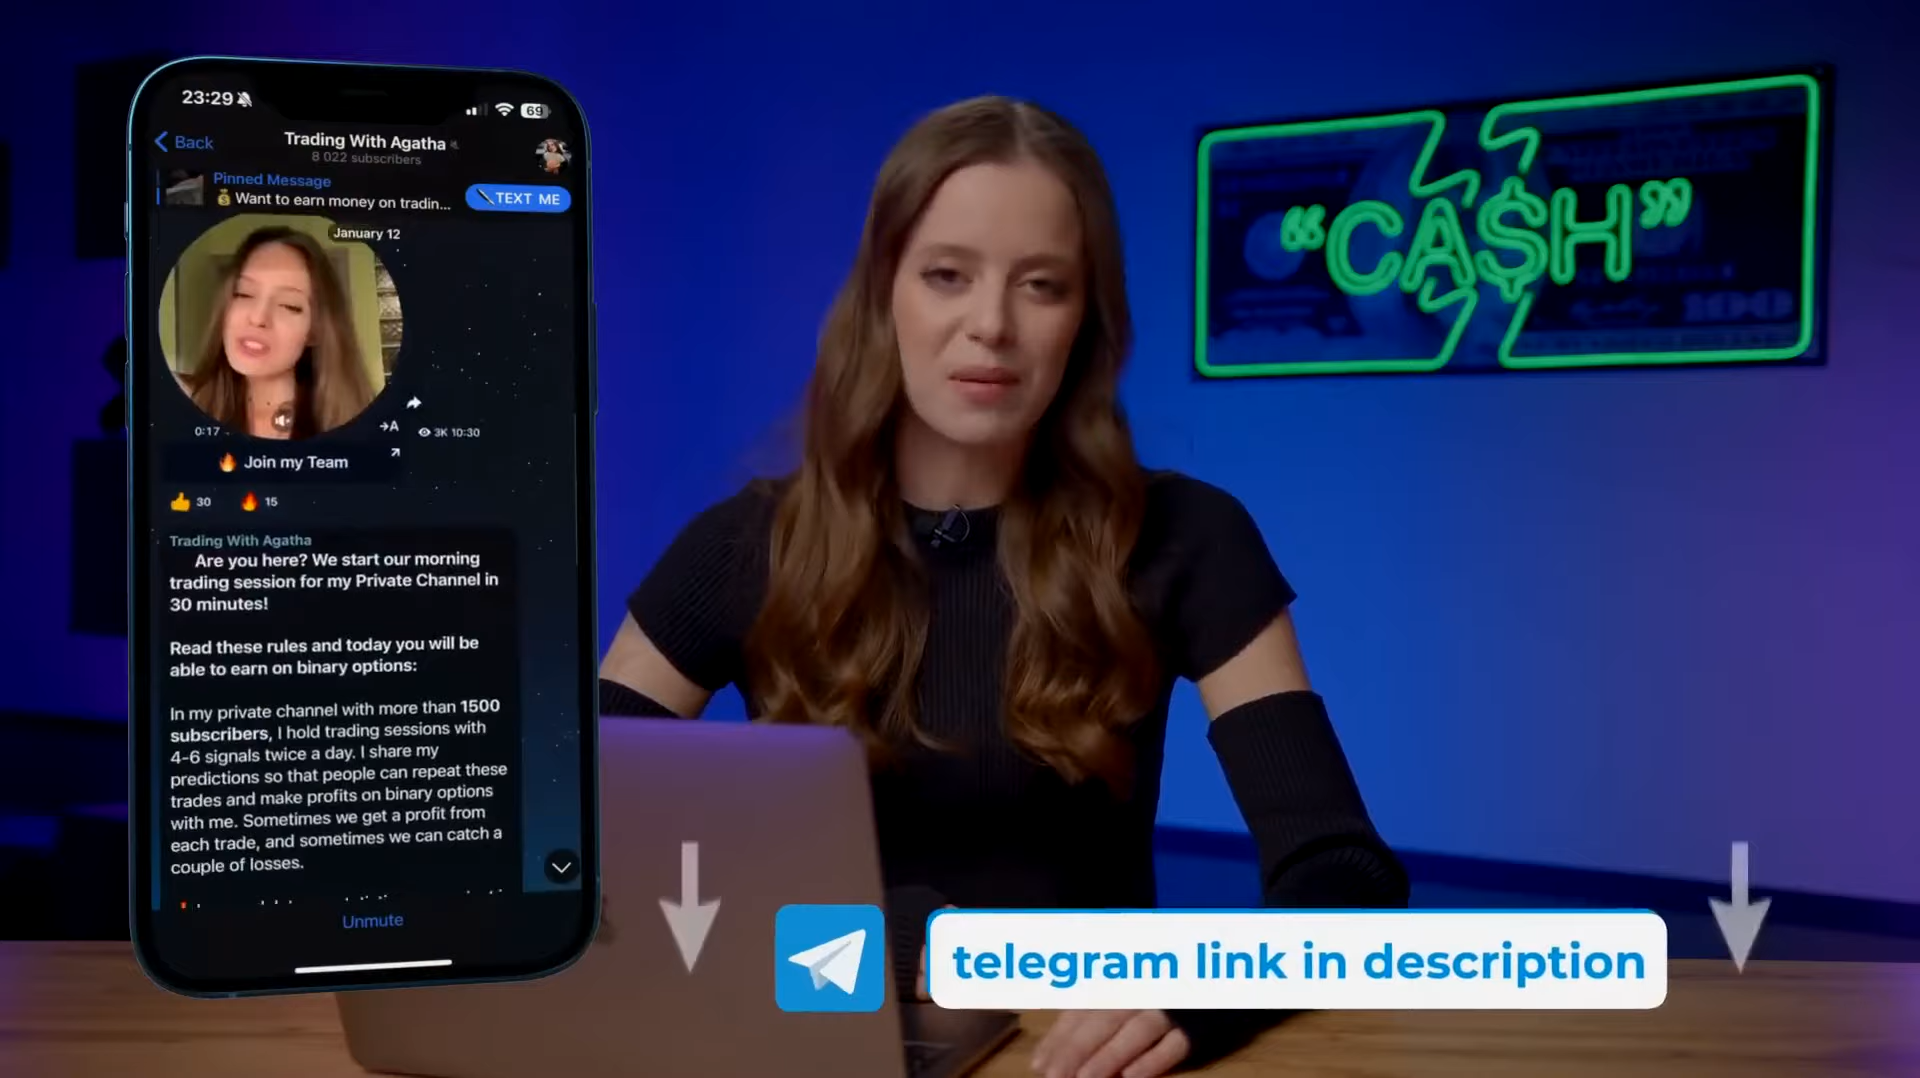 23:29
69
Back
Trading With Agatha
8 022 subscribers
Pinned Message
💰 Want to earn money on tradin...
TEXT ME
January 12
0:17
→A
3K 10:30
🔥 Join my Team
👍 30 🔥 15
Trading With Agatha
Are you here? We start our morning
trading session for my Private Channel in
30 minutes!
Read these rules and today you will be
able to earn on binary options:
In my private channel with more than 1500
subscribers, I hold trading sessions with
4-6 signals twice a day. I share my
predictions so that people can repeat these
trades and make profits on binary options
with me. Sometimes we get a profit from
each trade, and sometimes we can catch a
couple of losses.
Unmute
“CA$H”
100
telegram link in description